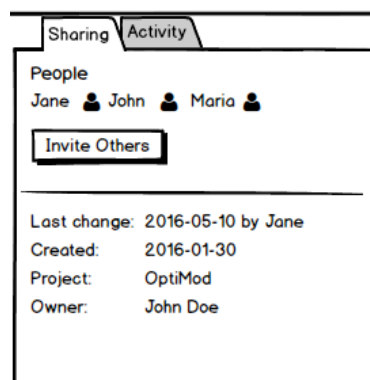 Sharing Activity
People
Jane John Maria
Invite Others
Last change: 2016-05-10 by Jane
Created: 2016-01-30
Project: OptiMod
Owner: John Doe